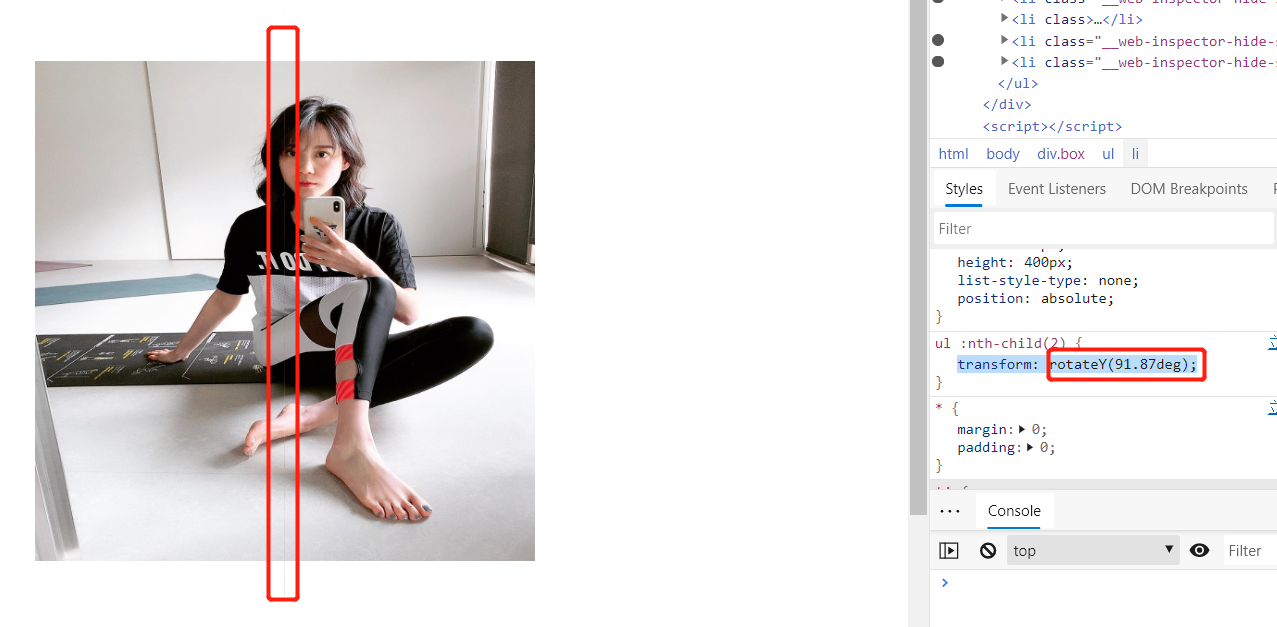 <li class>…</li>
<li class="__web-inspector-hide-
<li class="__web-inspector-hide-
</ul>
</div>
<script></script>
html body div.box ul li
Styles Event Listeners DOM Breakpoints
Filter
height: 400px;
list-style-type: none;
position: absolute;
}
ul :nth-child(2) {
transform: rotateY(91.87deg);
}
* {
margin: 0;
padding: 0;
}
... Console
top Filter